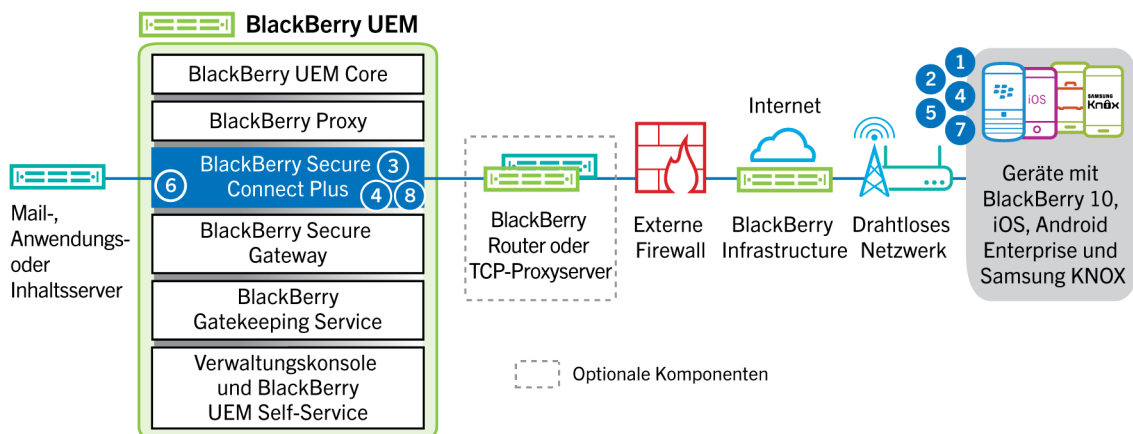 BlackBerry UEM
BlackBerry UEM Core
BlackBerry Proxy
BlackBerry Secure
Connect Plus
3
4
8
6
BlackBerry Secure
Gateway
BlackBerry
Gatekeeping Service
Verwaltungskonsole
und BlackBerry
UEM Self-Service
Mail-,
Anwendungs-
oder
Inhaltsserver
BlackBerry
Router oder
TCP-Proxyserver
Externe
Firewall
Internet
BlackBerry
Infrastructure
Drahtloses
Netzwerk
1
2
4
5
7
iOS
SAMSUNG
Knox
Geräte mit
BlackBerry 10,
iOS, Android
Enterprise und
Samsung KNOX
Optionale Komponenten